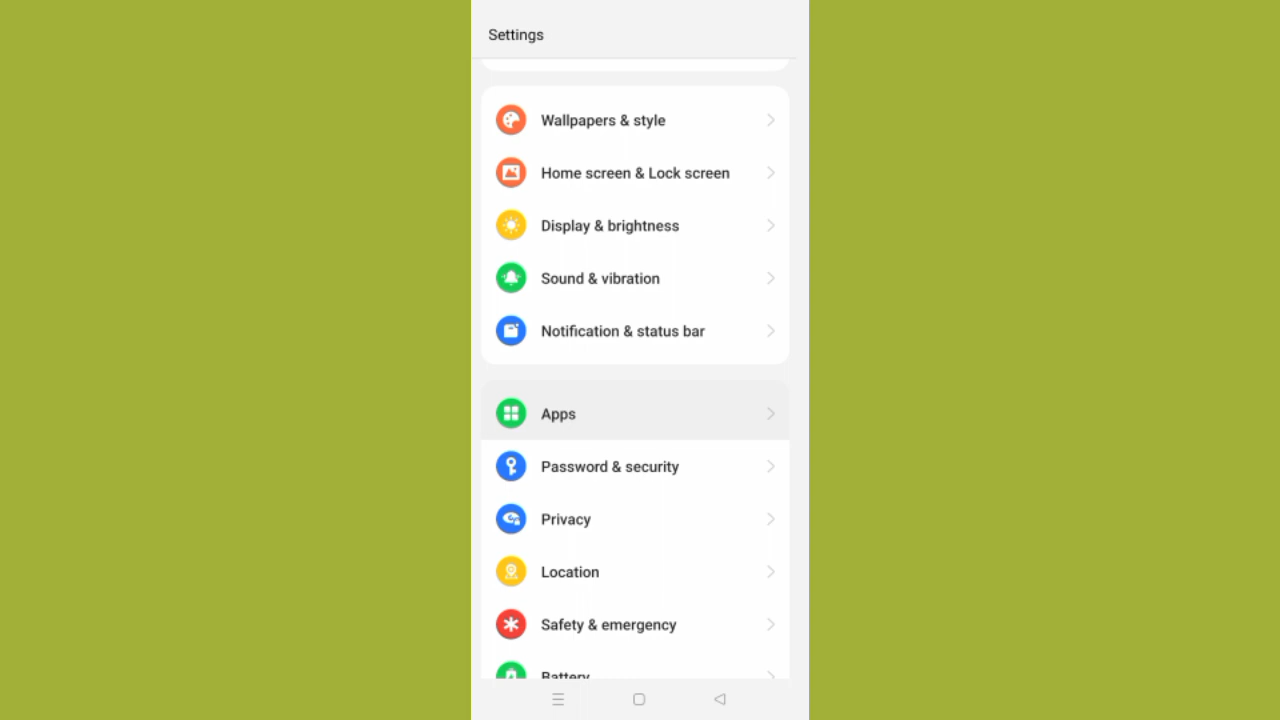 Settings
Wallpapers & style
Home screen & Lock screen
Display & brightness
Sound & vibration
Notification & status bar
Apps
Password & security
Privacy
Location
Safety & emergency
Battery